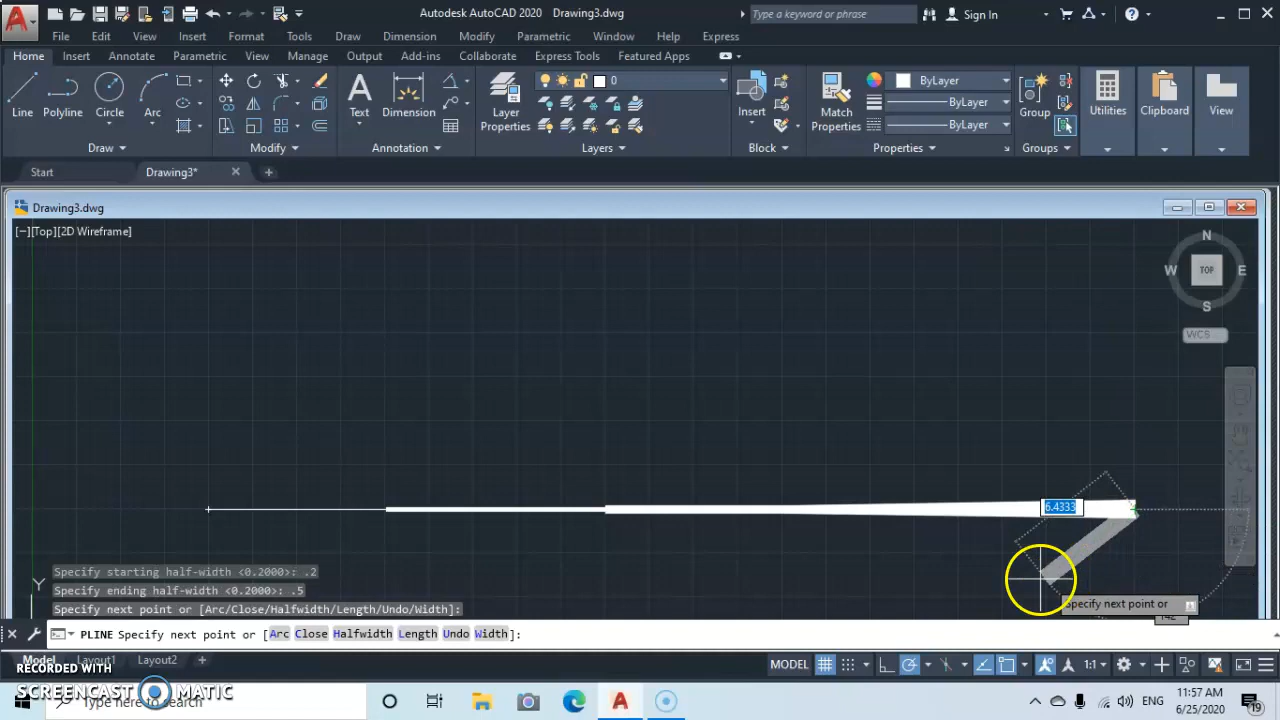 Autodesk AutoCAD 2020 Drawing3.dwg
Type a keyword or phrase
Sign In
File Edit View Insert Format Tools Draw Dimension Modify Parametric Window Help Express
Home Insert Annotate Parametric View Manage Output Add-ins Collaborate Express Tools Featured Apps
0
ByLayer
ByLayer
ByLayer
Line Polyline Circle Arc
Text Dimension
Layer Properties
Insert
Match Properties
Group
Utilities
Clipboard
View
Draw Modify Annotation Layers Block Properties Groups
Start Drawing3*
Drawing3.dwg
[−][Top][2D Wireframe]
N
W TOP E
S
WCS
6.4333
Y
Specify starting half-width <0.2000>: .2
Specify ending half-width <0.2000>: .5
Specify next point or [Arc/Close/Halfwidth/Length/Undo/Width]:
Specify next point or
142
PLINE Specify next point or [Arc Close Halfwidth Length Undo Width]:
Model Layout1 Layout2
MODEL 1:1
RECORDED WITH
SCREENCAST MATIC
Type here to search
ENG
11:57 AM
6/25/2020
19